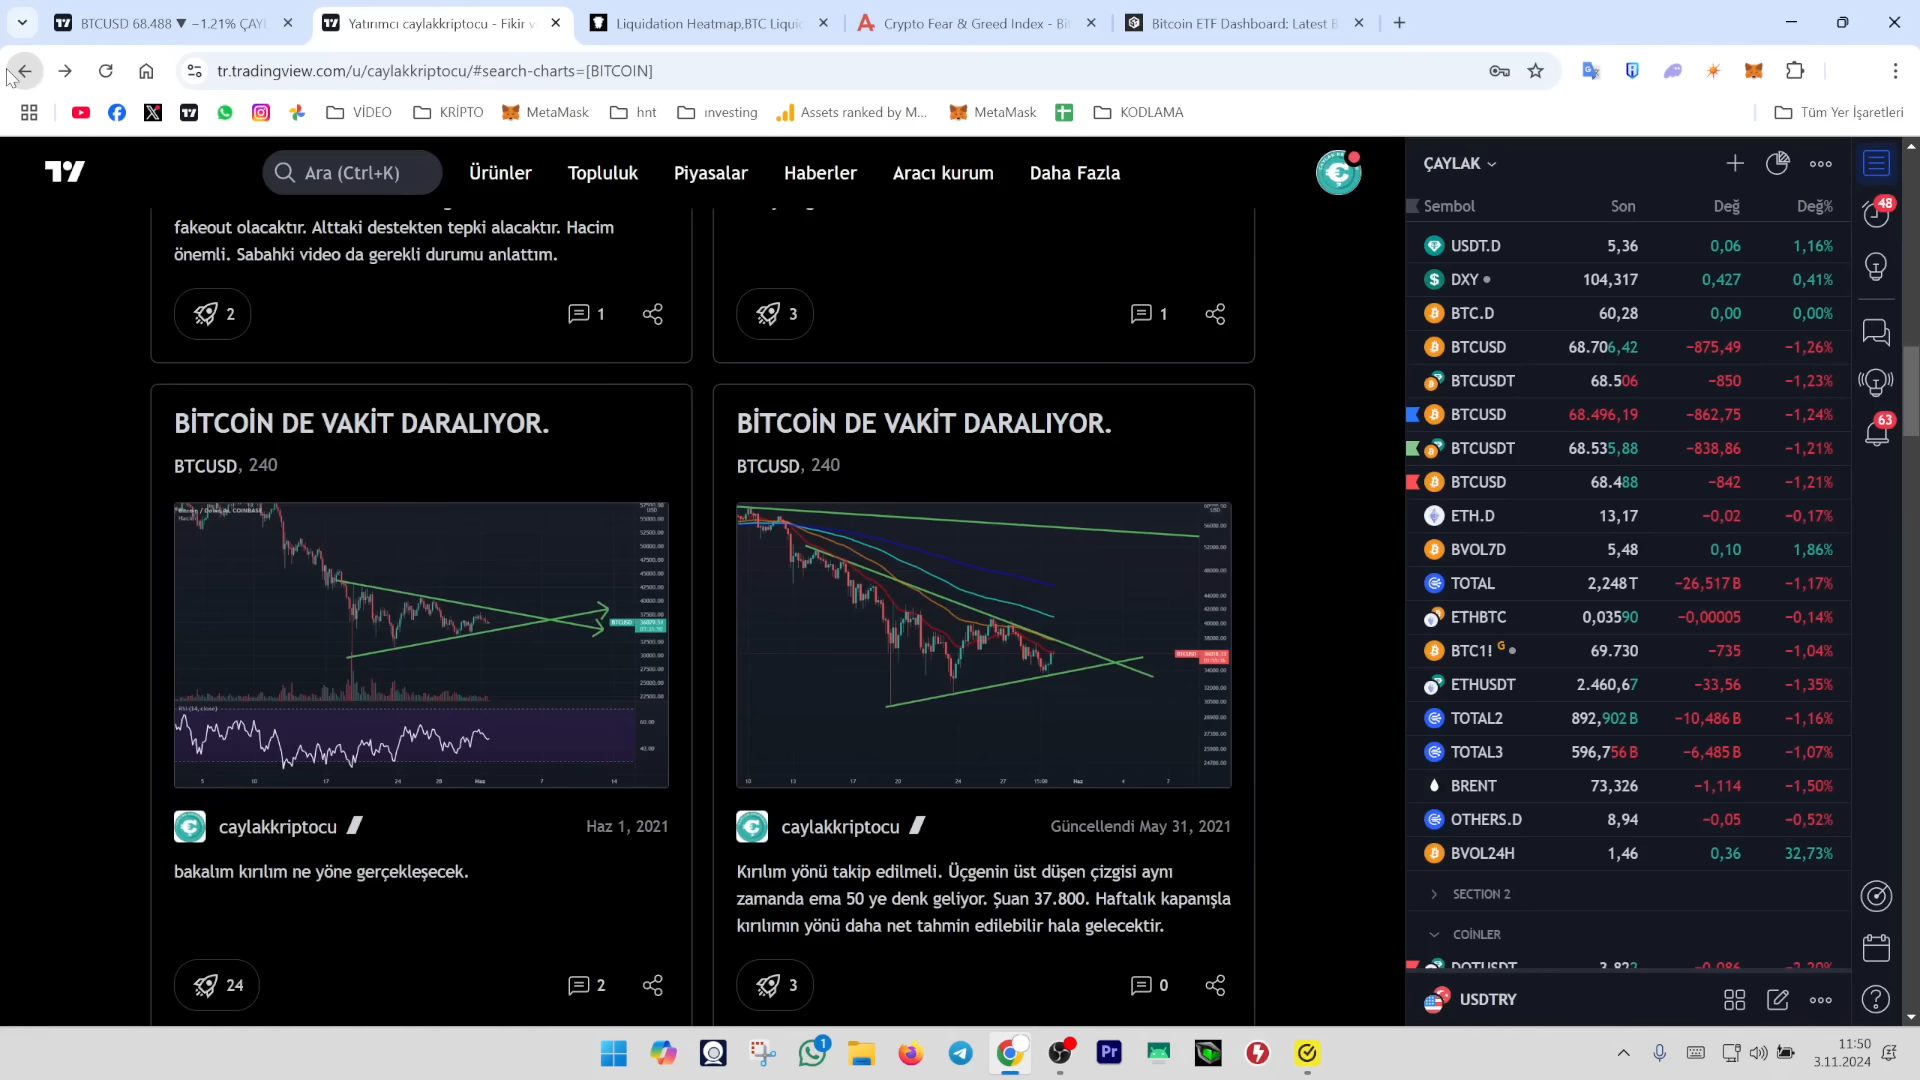 BTCUSD 68.488 ▼ −1.21% ÇAYL
Yatırımcı caylakkriptocu - Fikir v
Liquidation Heatmap,BTC Liquid
Crypto Fear & Greed Index - Bit
Bitcoin ETF Dashboard: Latest B
tr.tradingview.com/u/caylakkriptocu/#search-charts=[BITCOIN]
VİDEO
KRİPTO
MetaMask
hnt
ınvesting
Assets ranked by M...
MetaMask
KODLAMA
Tüm Yer İşaretleri
Ara (Ctrl+K)
Ürünler
Topluluk
Piyasalar
Haberler
Aracı kurum
Daha Fazla
fakeout olacaktır. Alttaki destekten tepki alacaktır. Hacim
önemli. Sabahki video da gerekli durumu anlattım.
2
1
3
1
BİTCOİN DE VAKİT DARALIYOR.
BTCUSD, 240
caylakkriptocu
Haz 1, 2021
bakalım kırılım ne yöne gerçekleşecek.
24
2
BİTCOİN DE VAKİT DARALIYOR.
BTCUSD, 240
caylakkriptocu
Güncellendi May 31, 2021
Kırılım yönü takip edilmeli. Üçgenin üst düşen çizgisi aynı
zamanda ema 50 ye denk geliyor. Şuan 37.800. Haftalık kapanışla
kırılımın yönü daha net tahmin edilebilir hala gelecektir.
3
0
ÇAYLAK
Sembol Son Değ Değ%
USDT.D 5,36 0,06 1,16%
DXY 104,317 0,427 0,41%
BTC.D 60,28 0,00 0,00%
BTCUSD 68.706,42 −875,49 −1,26%
BTCUSDT 68.506 −850 −1,23%
BTCUSD 68.496,19 −862,75 −1,24%
BTCUSDT 68.535,88 −838,86 −1,21%
BTCUSD 68.488 −842 −1,21%
ETH.D 13,17 −0,02 −0,17%
BVOL7D 5,48 0,10 1,86%
TOTAL 2,248 T −26,517 B −1,17%
ETHBTC 0,03590 −0,00005 −0,14%
BTC1! G 69.730 −735 −1,04%
ETHUSDT 2.460,67 −33,56 −1,35%
TOTAL2 892,902 B −10,486 B −1,16%
TOTAL3 596,756 B −6,485 B −1,07%
BRENT 73,326 −1,114 −1,50%
OTHERS.D 8,94 −0,05 −0,52%
BVOL24H 1,46 0,36 32,73%
SECTION 2
COİNLER
DOTUSDT 3,822 −0,086 −2,20%
USDTRY
48
63
1
Pr
11:50
3.11.2024